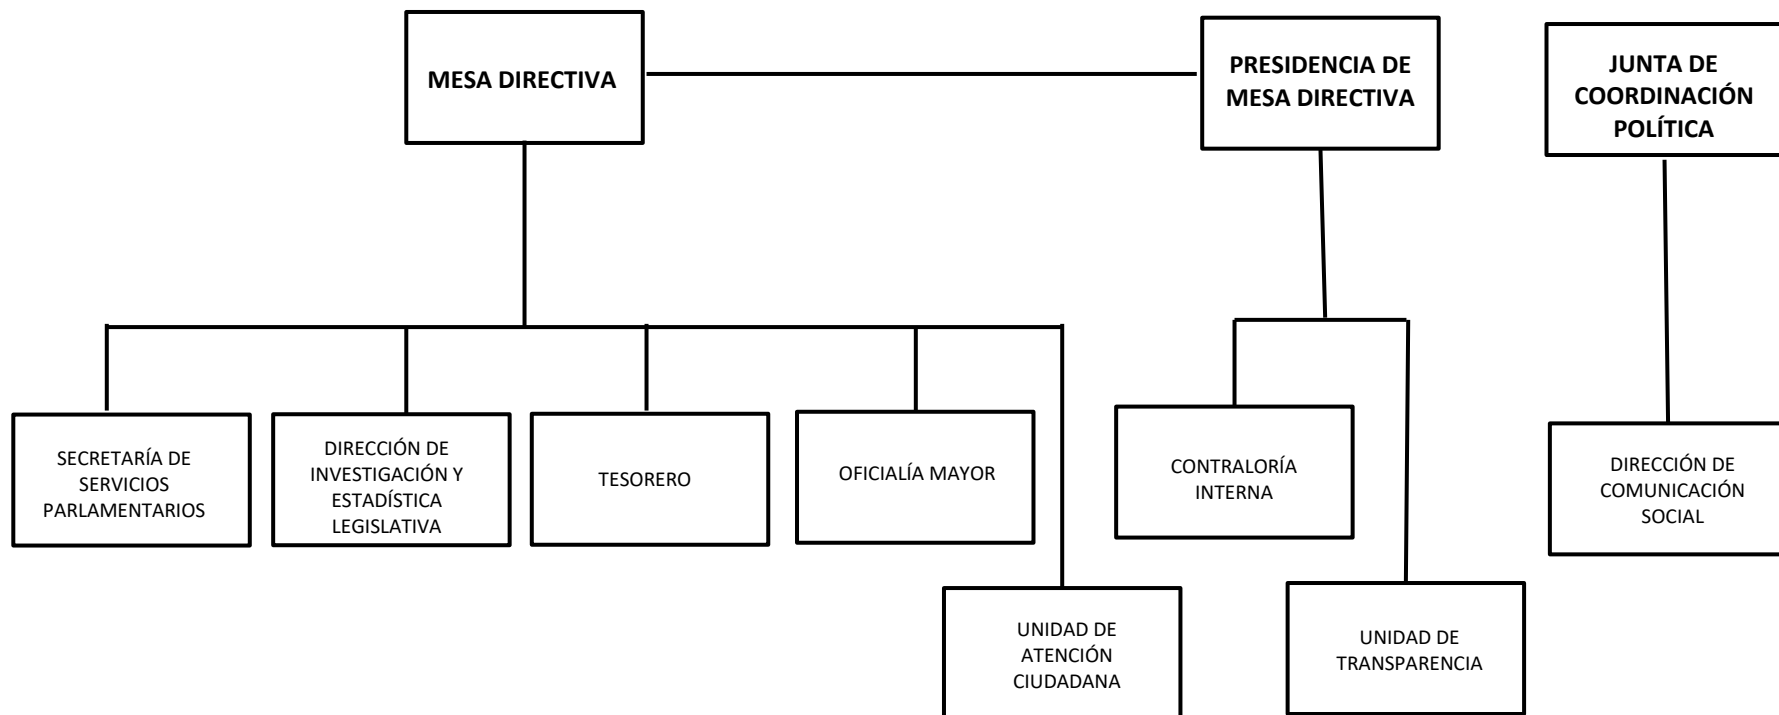 MESA DIRECTIVA
PRESIDENCIA DE
MESA DIRECTIVA
JUNTA DE
COORDINACIÓN
POLÍTICA
SECRETARÍA DE
SERVICIOS
PARLAMENTARIOS
DIRECCIÓN DE
INVESTIGACIÓN Y
ESTADÍSTICA
LEGISLATIVA
TESORERO
OFICIALÍA MAYOR
CONTRALORÍA
INTERNA
DIRECCIÓN DE
COMUNICACIÓN
SOCIAL
UNIDAD DE
ATENCIÓN
CIUDADANA
UNIDAD DE
TRANSPARENCIA